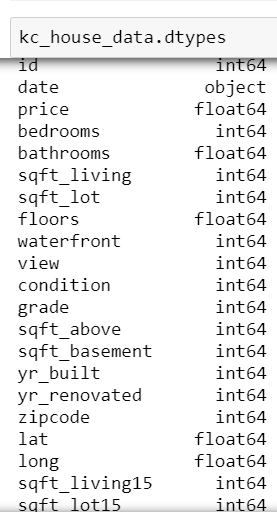 kc_house_data.dtypes
id int64
date object
price float64
bedrooms int64
bathrooms float64
sqft_living int64
sqft_lot int64
floors float64
waterfront int64
view int64
condition int64
grade int64
sqft_above int64
sqft_basement int64
yr_built int64
yr_renovated int64
zipcode int64
lat float64
long float64
sqft_living15 int64
sqft_lot15 int64